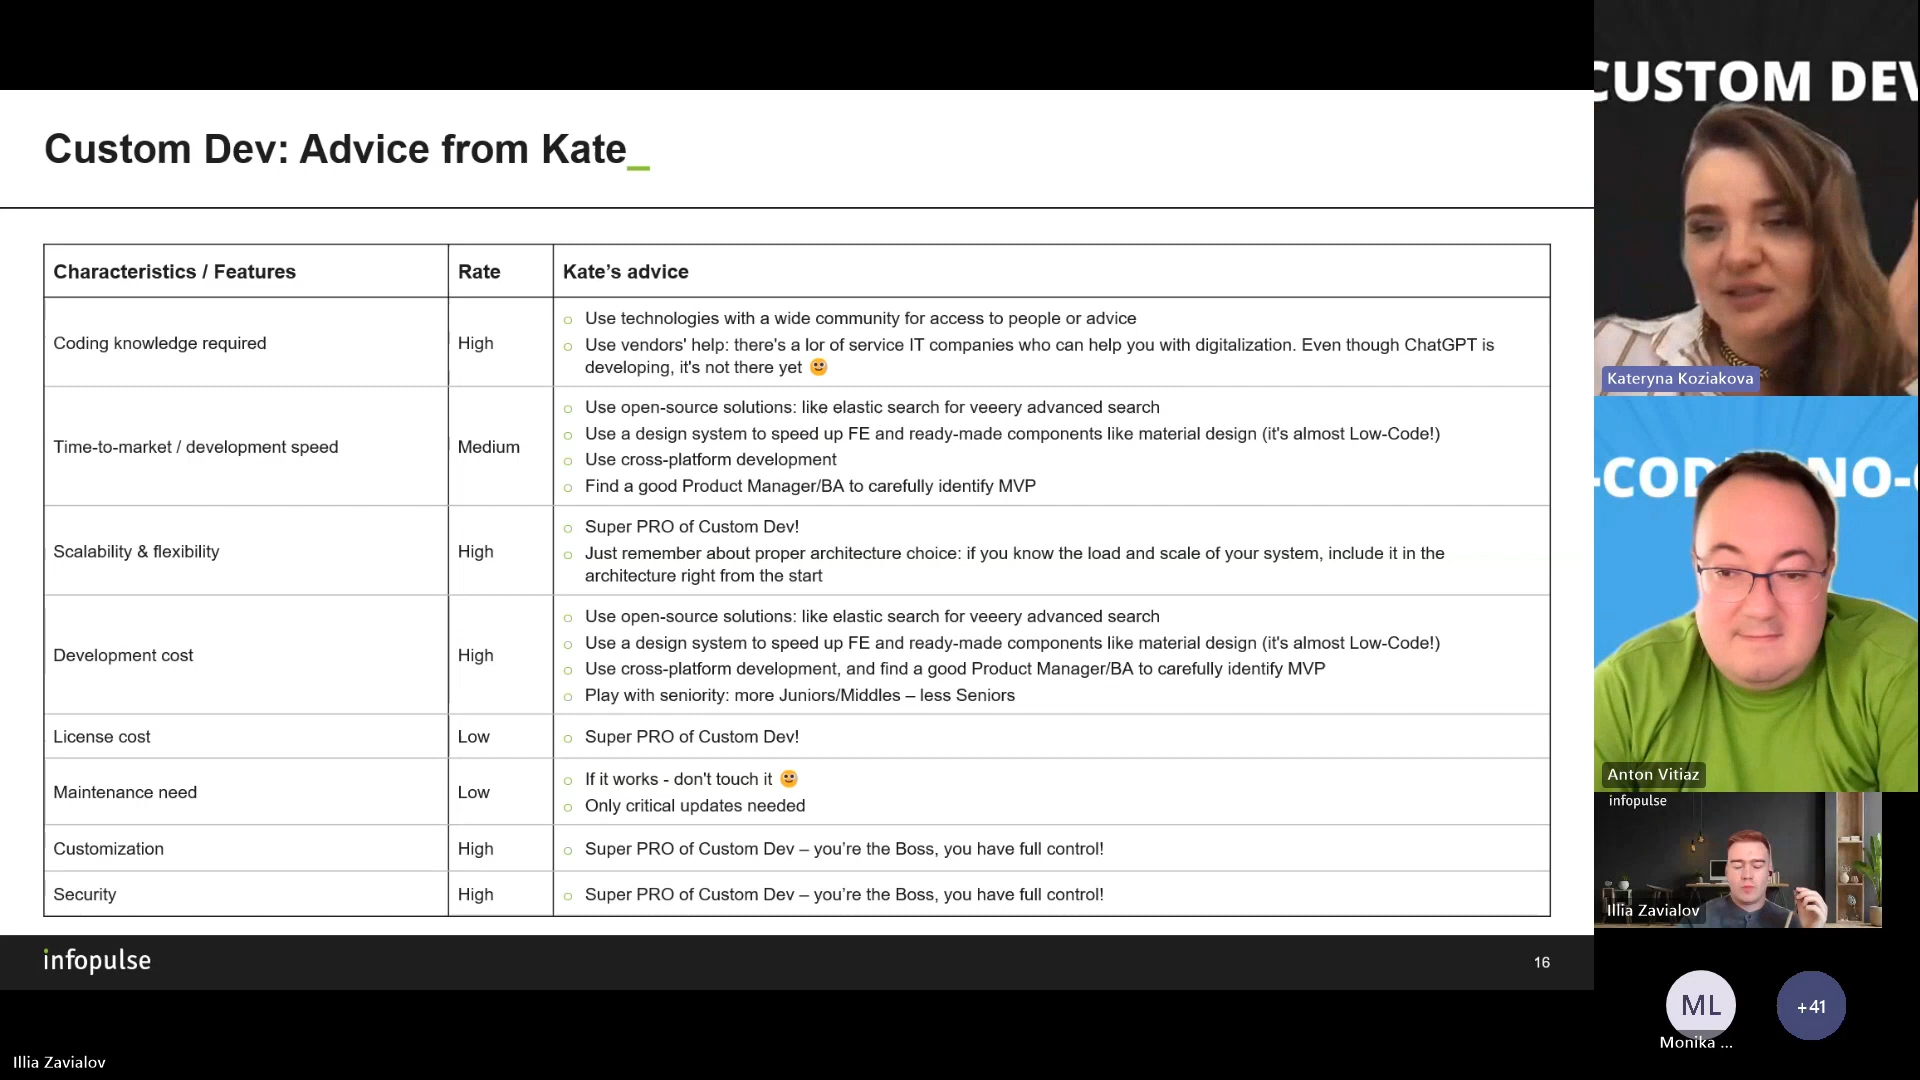 Custom Dev: Advice from Kate_
Characteristics / Features
Rate
Kate's advice
Coding knowledge required
High
Use technologies with a wide community for access to people or advice
Use vendors' help: there's a lor of service IT companies who can help you with digitalization. Even though ChatGPT is
developing, it's not there yet
Time-to-market / development speed
Medium
Use open-source solutions: like elastic search for veeery advanced search
Use a design system to speed up FE and ready-made components like material design (it's almost Low-Code!)
Use cross-platform development
Find a good Product Manager/BA to carefully identify MVP
Scalability & flexibility
High
Super PRO of Custom Dev!
Just remember about proper architecture choice: if you know the load and scale of your system, include it in the
architecture right from the start
Development cost
High
Use open-source solutions: like elastic search for veeery advanced search
Use a design system to speed up FE and ready-made components like material design (it's almost Low-Code!)
Use cross-platform development, and find a good Product Manager/BA to carefully identify MVP
Play with seniority: more Juniors/Middles – less Seniors
License cost
Low
Super PRO of Custom Dev!
Maintenance need
Low
If it works - don't touch it
Only critical updates needed
Customization
High
Super PRO of Custom Dev – you're the Boss, you have full control!
Security
High
Super PRO of Custom Dev – you're the Boss, you have full control!
infopulse
16
Illia Zavialov
CUSTOM DEV
Kateryna Koziakova
-CODE NO-
Anton Vitiaz
infopulse
Illia Zavialov
ML
Monika ...
+41